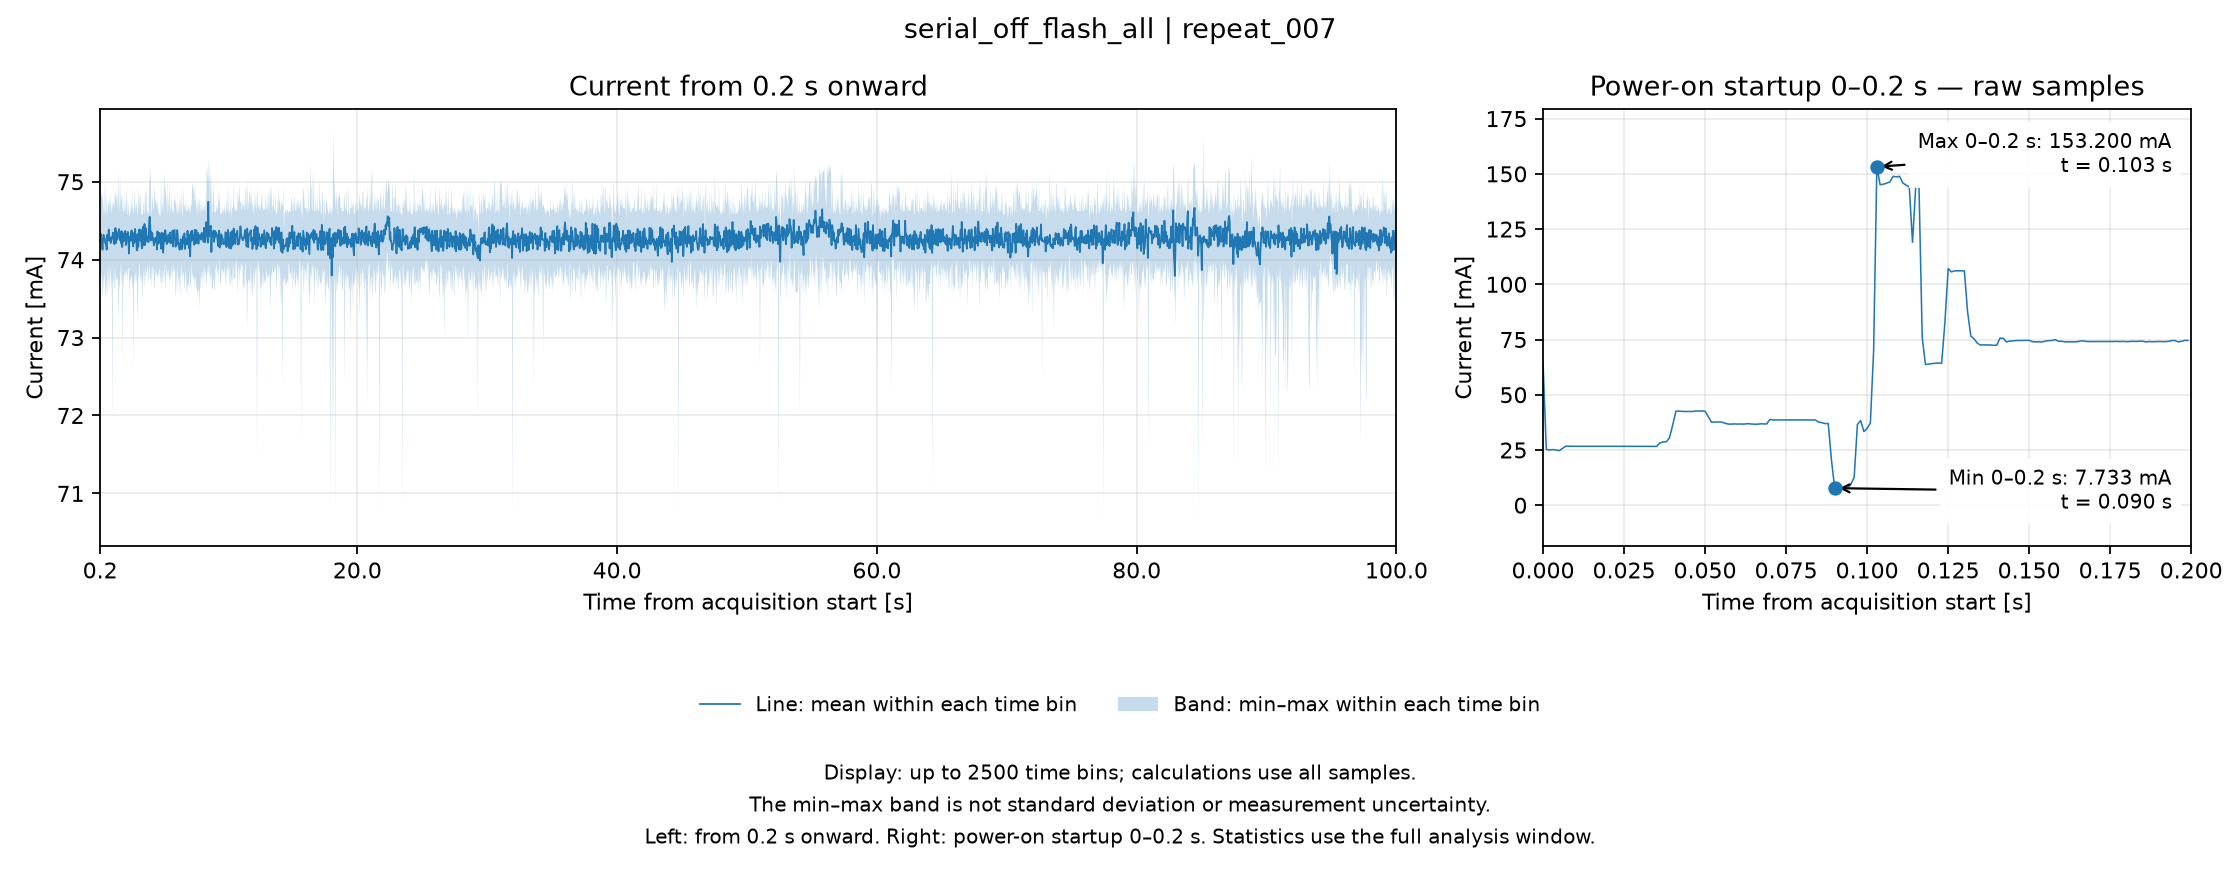 serial_off_flash_all | repeat_007
Current from 0.2 s onward
Current [mA]
75
74
73
72
71
0.2 20.0 40.0 60.0 80.0 100.0
Time from acquisition start [s]
Power-on startup 0–0.2 s — raw samples
Current [mA]
175
150
125
100
75
50
25
0
Max 0–0.2 s: 153.200 mA
t = 0.103 s
Min 0–0.2 s: 7.733 mA
t = 0.090 s
0.000 0.025 0.050 0.075 0.100 0.125 0.150 0.175 0.200
Time from acquisition start [s]
Line: mean within each time bin
Band: min–max within each time bin
Display: up to 2500 time bins; calculations use all samples.
The min–max band is not standard deviation or measurement uncertainty.
Left: from 0.2 s onward. Right: power-on startup 0–0.2 s. Statistics use the full analysis window.